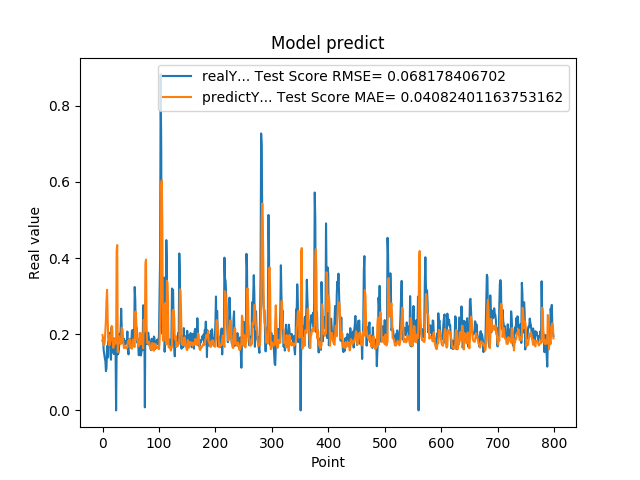 Model predict
realY... Test Score RMSE= 0.068178406702
predictY... Test Score MAE= 0.04082401163753162
Real value
0.8
0.6
0.4
0.2
0.0
0 100 200 300 400 500 600 700 800
Point